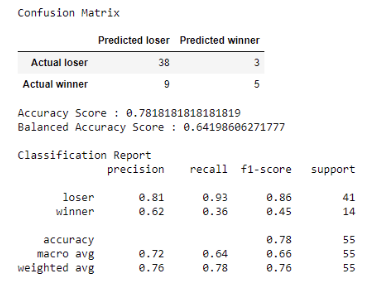 Confusion Matrix
Predicted loser Predicted winner
Actual loser 38 3
Actual winner 9 5
Accuracy Score : 0.7818181818181819
Balanced Accuracy Score : 0.64198606271777
Classification Report
precision recall f1-score support
loser 0.81 0.93 0.86 41
winner 0.62 0.36 0.45 14
accuracy 0.78 55
macro avg 0.72 0.64 0.66 55
weighted avg 0.76 0.78 0.76 55